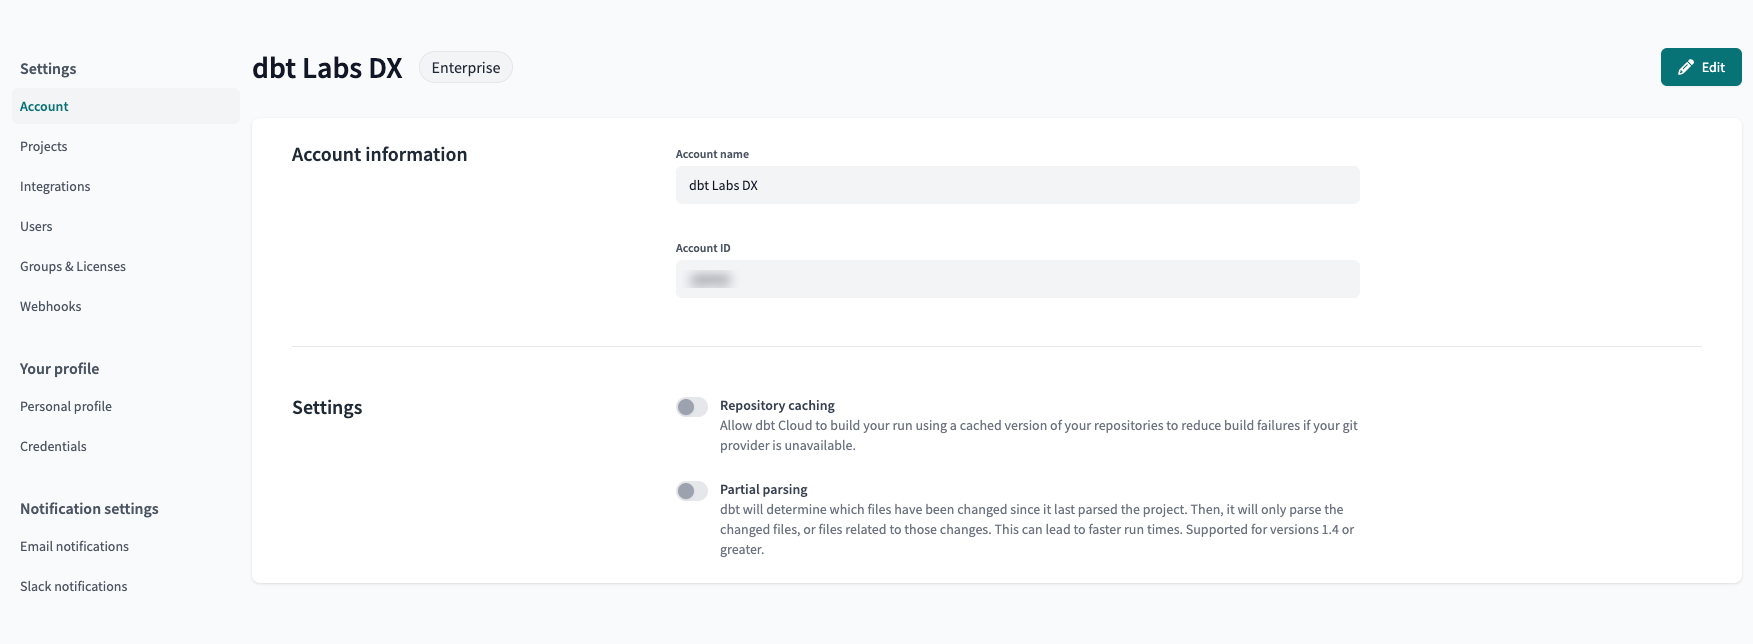 Settings
Account
Projects
Integrations
Users
Groups & Licenses
Webhooks
Your profile
Personal profile
Credentials
Notification settings
Email notifications
Slack notifications
dbt Labs DX
Enterprise
Edit
Account information
Account name
dbt Labs DX
Account ID
Settings
Repository caching
Allow dbt Cloud to build your run using a cached version of your repositories to reduce build failures if your git
provider is unavailable.
Partial parsing
dbt will determine which files have been changed since it last parsed the project. Then, it will only parse the
changed files, or files related to those changes. This can lead to faster run times. Supported for versions 1.4 or
greater.